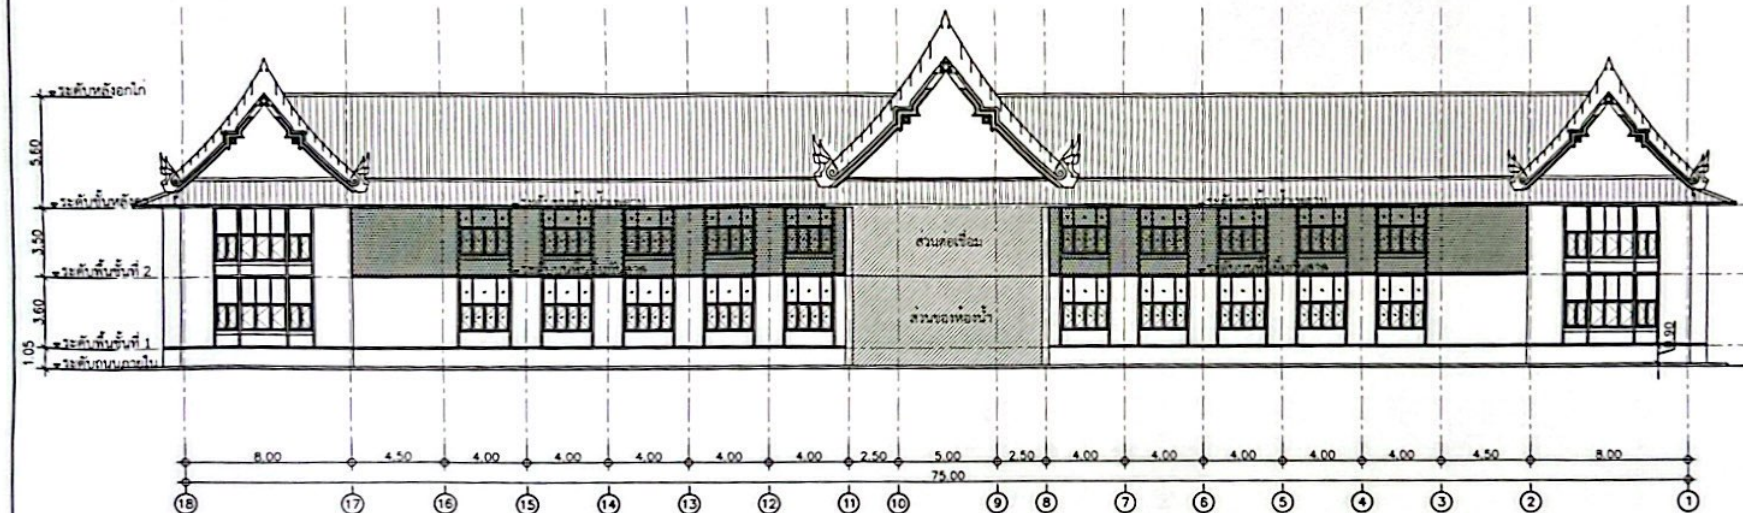 ระดับหลังอกไก่
5.60
ระดับชั้นหลังคา
3.50
ส่วนต่อเชื่อม
ระดับพื้นชั้นที่ 2
3.60
ส่วนของห้องน้ำ
ระดับพื้นชั้นที่ 1
1.05
ระดับถนนภายใน
0.90
8.00 4.50 4.00 4.00 4.00 4.00 4.00 2.50 5.00 2.50 4.00 4.00 4.00 4.00 4.00 4.50 8.00
75.00
18 17 16 15 14 13 12 11 10 9 8 7 6 5 4 3 2 1